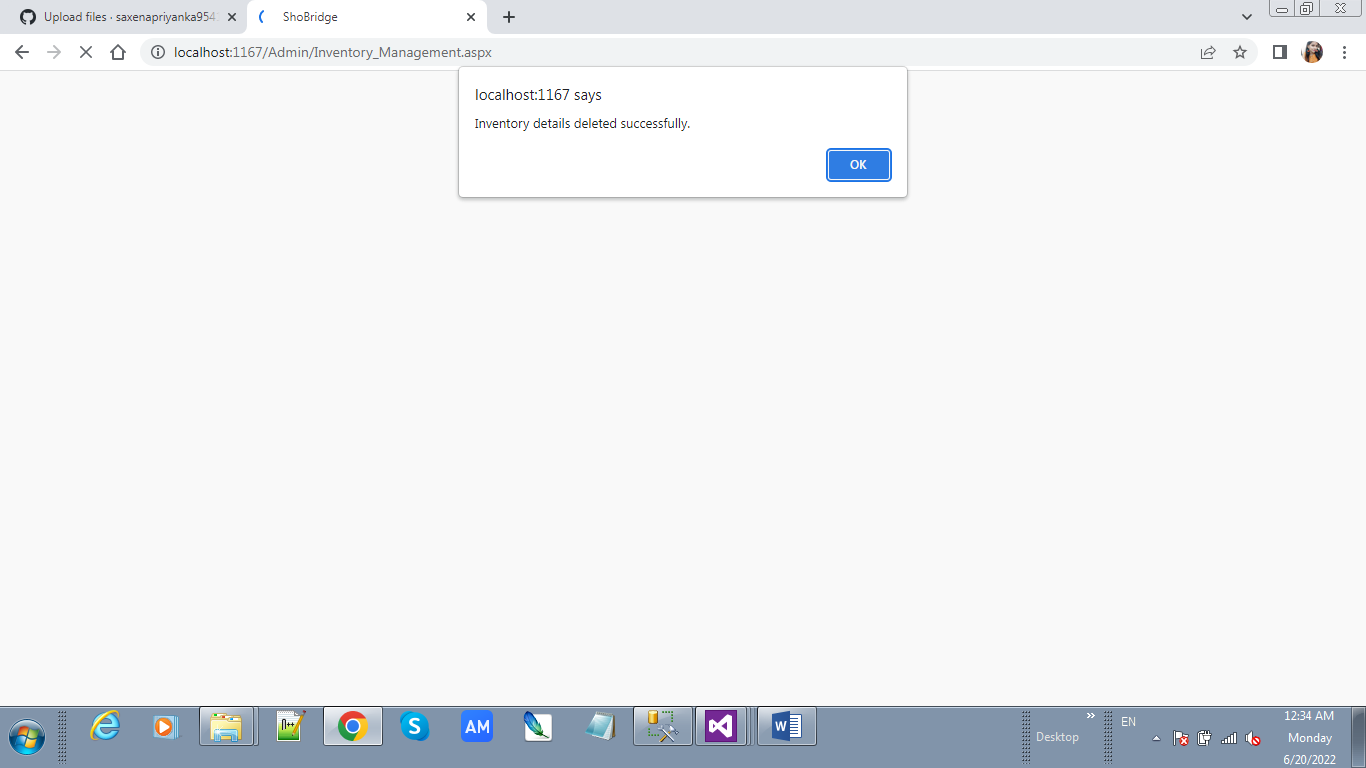 Upload files · saxenapriyanka954
ShoBridge
localhost:1167/Admin/Inventory_Management.aspx
localhost:1167 says
Inventory details deleted successfully.
OK
AM
Desktop
EN
12:34 AM
Monday
6/20/2022